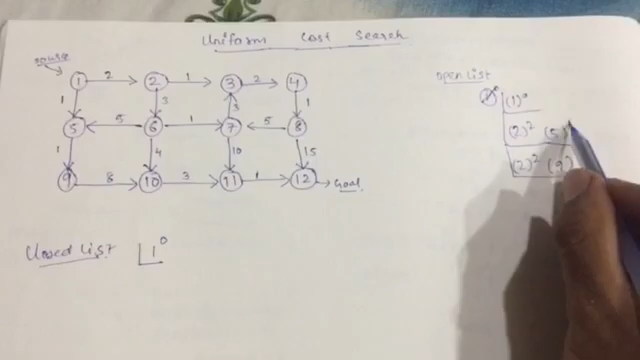 Uniform Cost Search
source
open List
1 2 2 1 3 2 4
1⁰ (1)⁰
1 3 3 1
(2)² (5)
5 5 6 1 7 5 8
(2)² (9)
1 4 10 15
9 8 10 3 11 1 12 Goal
Closed List 1⁰